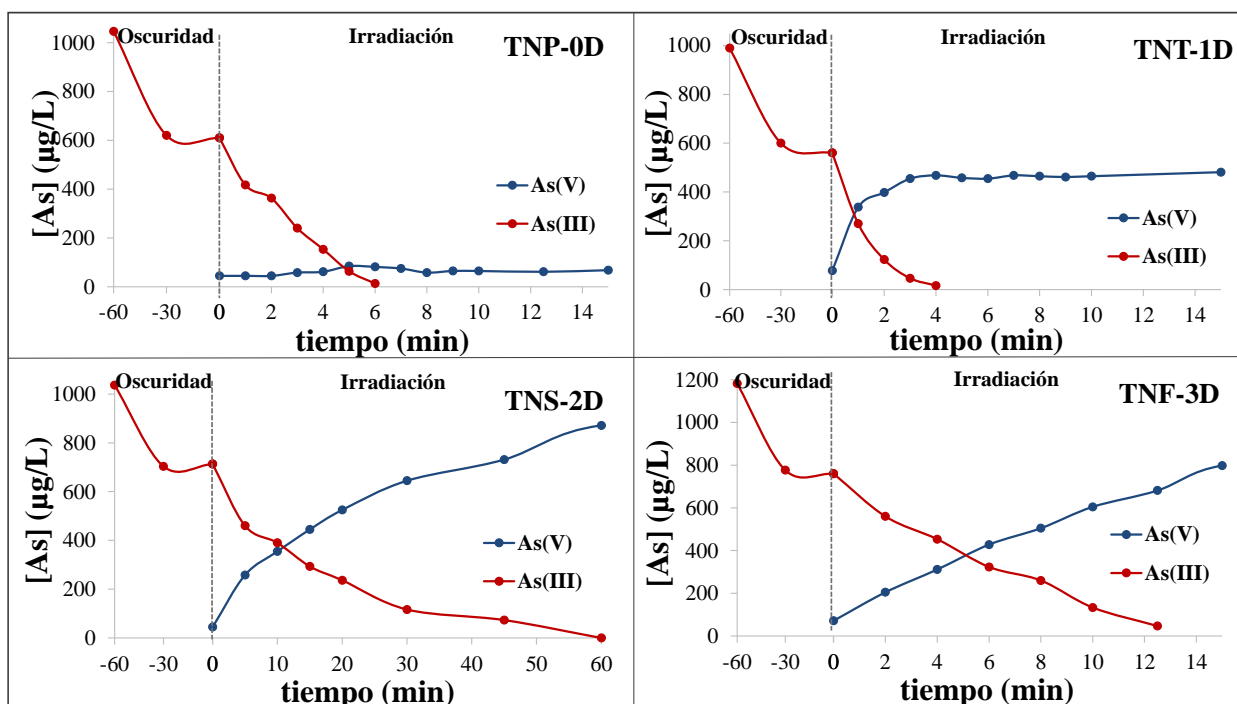 Oscuridad Irradiación
TNP-0D
[As] (µg/L)
1000
800
600
400
200
0
As(V)
As(III)
-60 -30 0 2 4 6 8 10 12 14
tiempo (min)
Oscuridad Irradiación
TNT-1D
[As] (µg/L)
1000
800
600
400
200
0
As(V)
As(III)
-60 -30 0 2 4 6 8 10 12 14
tiempo (min)
Oscuridad Irradiación
TNS-2D
[As] (µg/L)
1000
800
600
400
200
0
As(V)
As(III)
-60 -30 0 10 20 30 40 50 60
tiempo (min)
Oscuridad Irradiación
TNF-3D
[As] (µg/L)
1200
1000
800
600
400
200
0
As(V)
As(III)
-60 -30 0 2 4 6 8 10 12 14
tiempo (min)